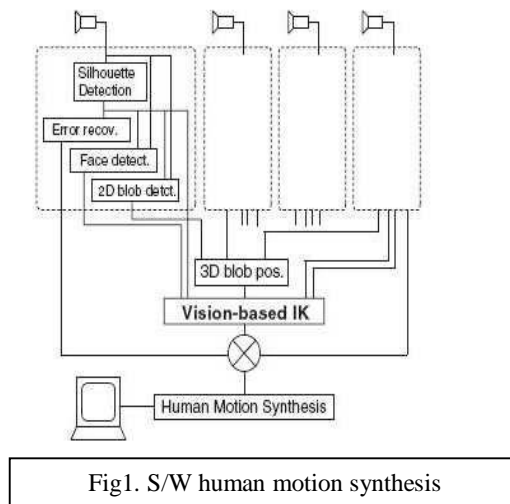 Silhouette
Detection
Error recov.
Face detect.
2D blob detct.
3D blob pos.
Vision-based IK
Human Motion Synthesis
Fig1. S/W human motion synthesis